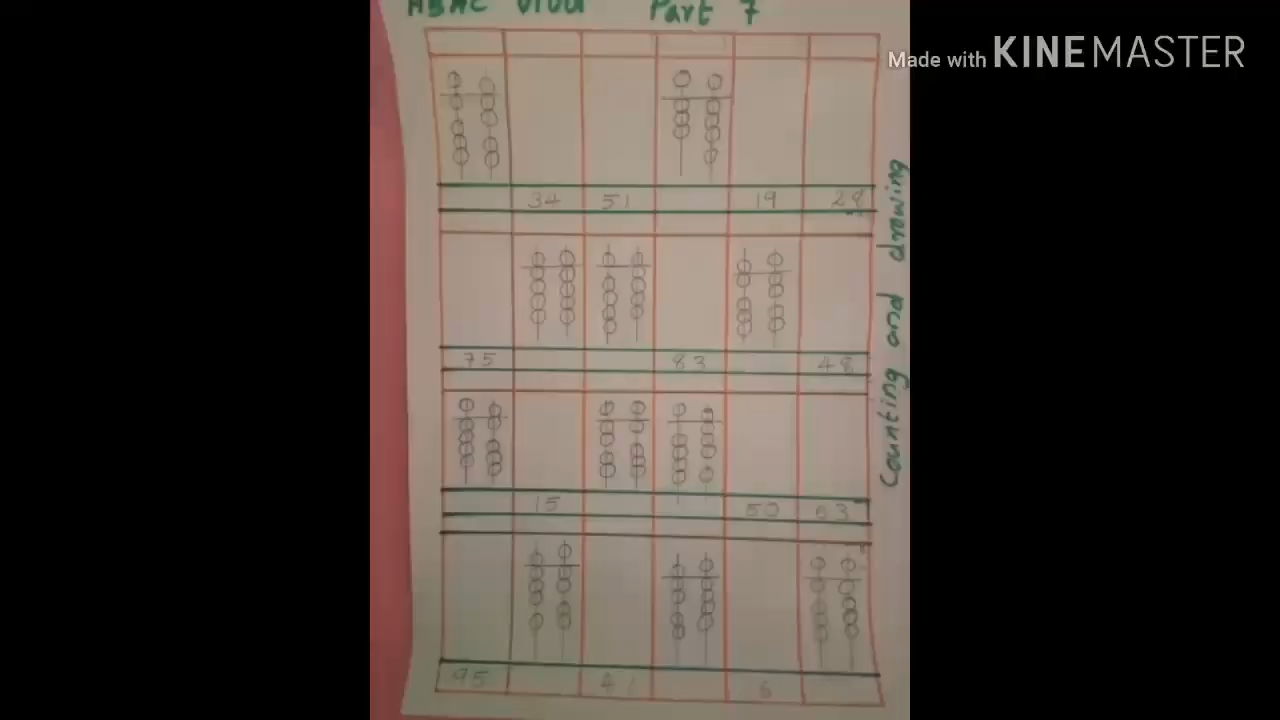 Part 7
Made with KINEMASTER
34 51 19 28
75 83 48
15 50 63
95 41 6
Counting and drowing